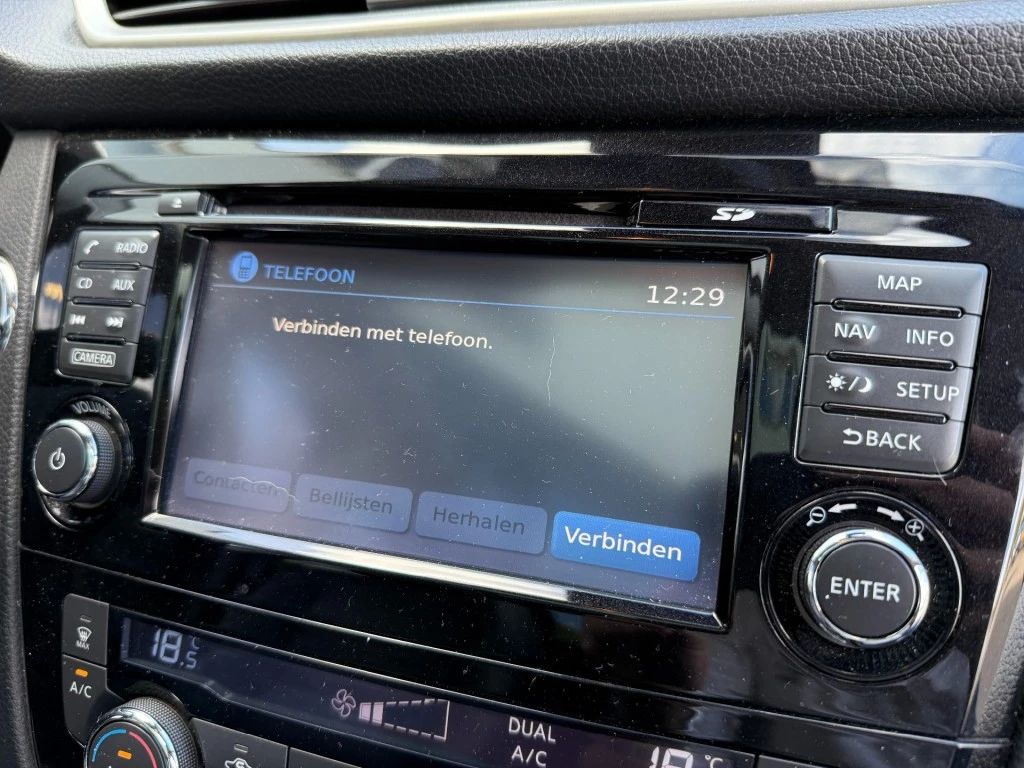 SD
RADIO
CD AUX
CAMERA
VOLUME
TELEFOON
12:29
Verbinden met telefoon.
Contacten
Bellijsten
Herhalen
Verbinden
MAP
NAV INFO
SETUP
BACK
ENTER
MAX
A/C
18.5°C
DUAL
A/C
18 °C